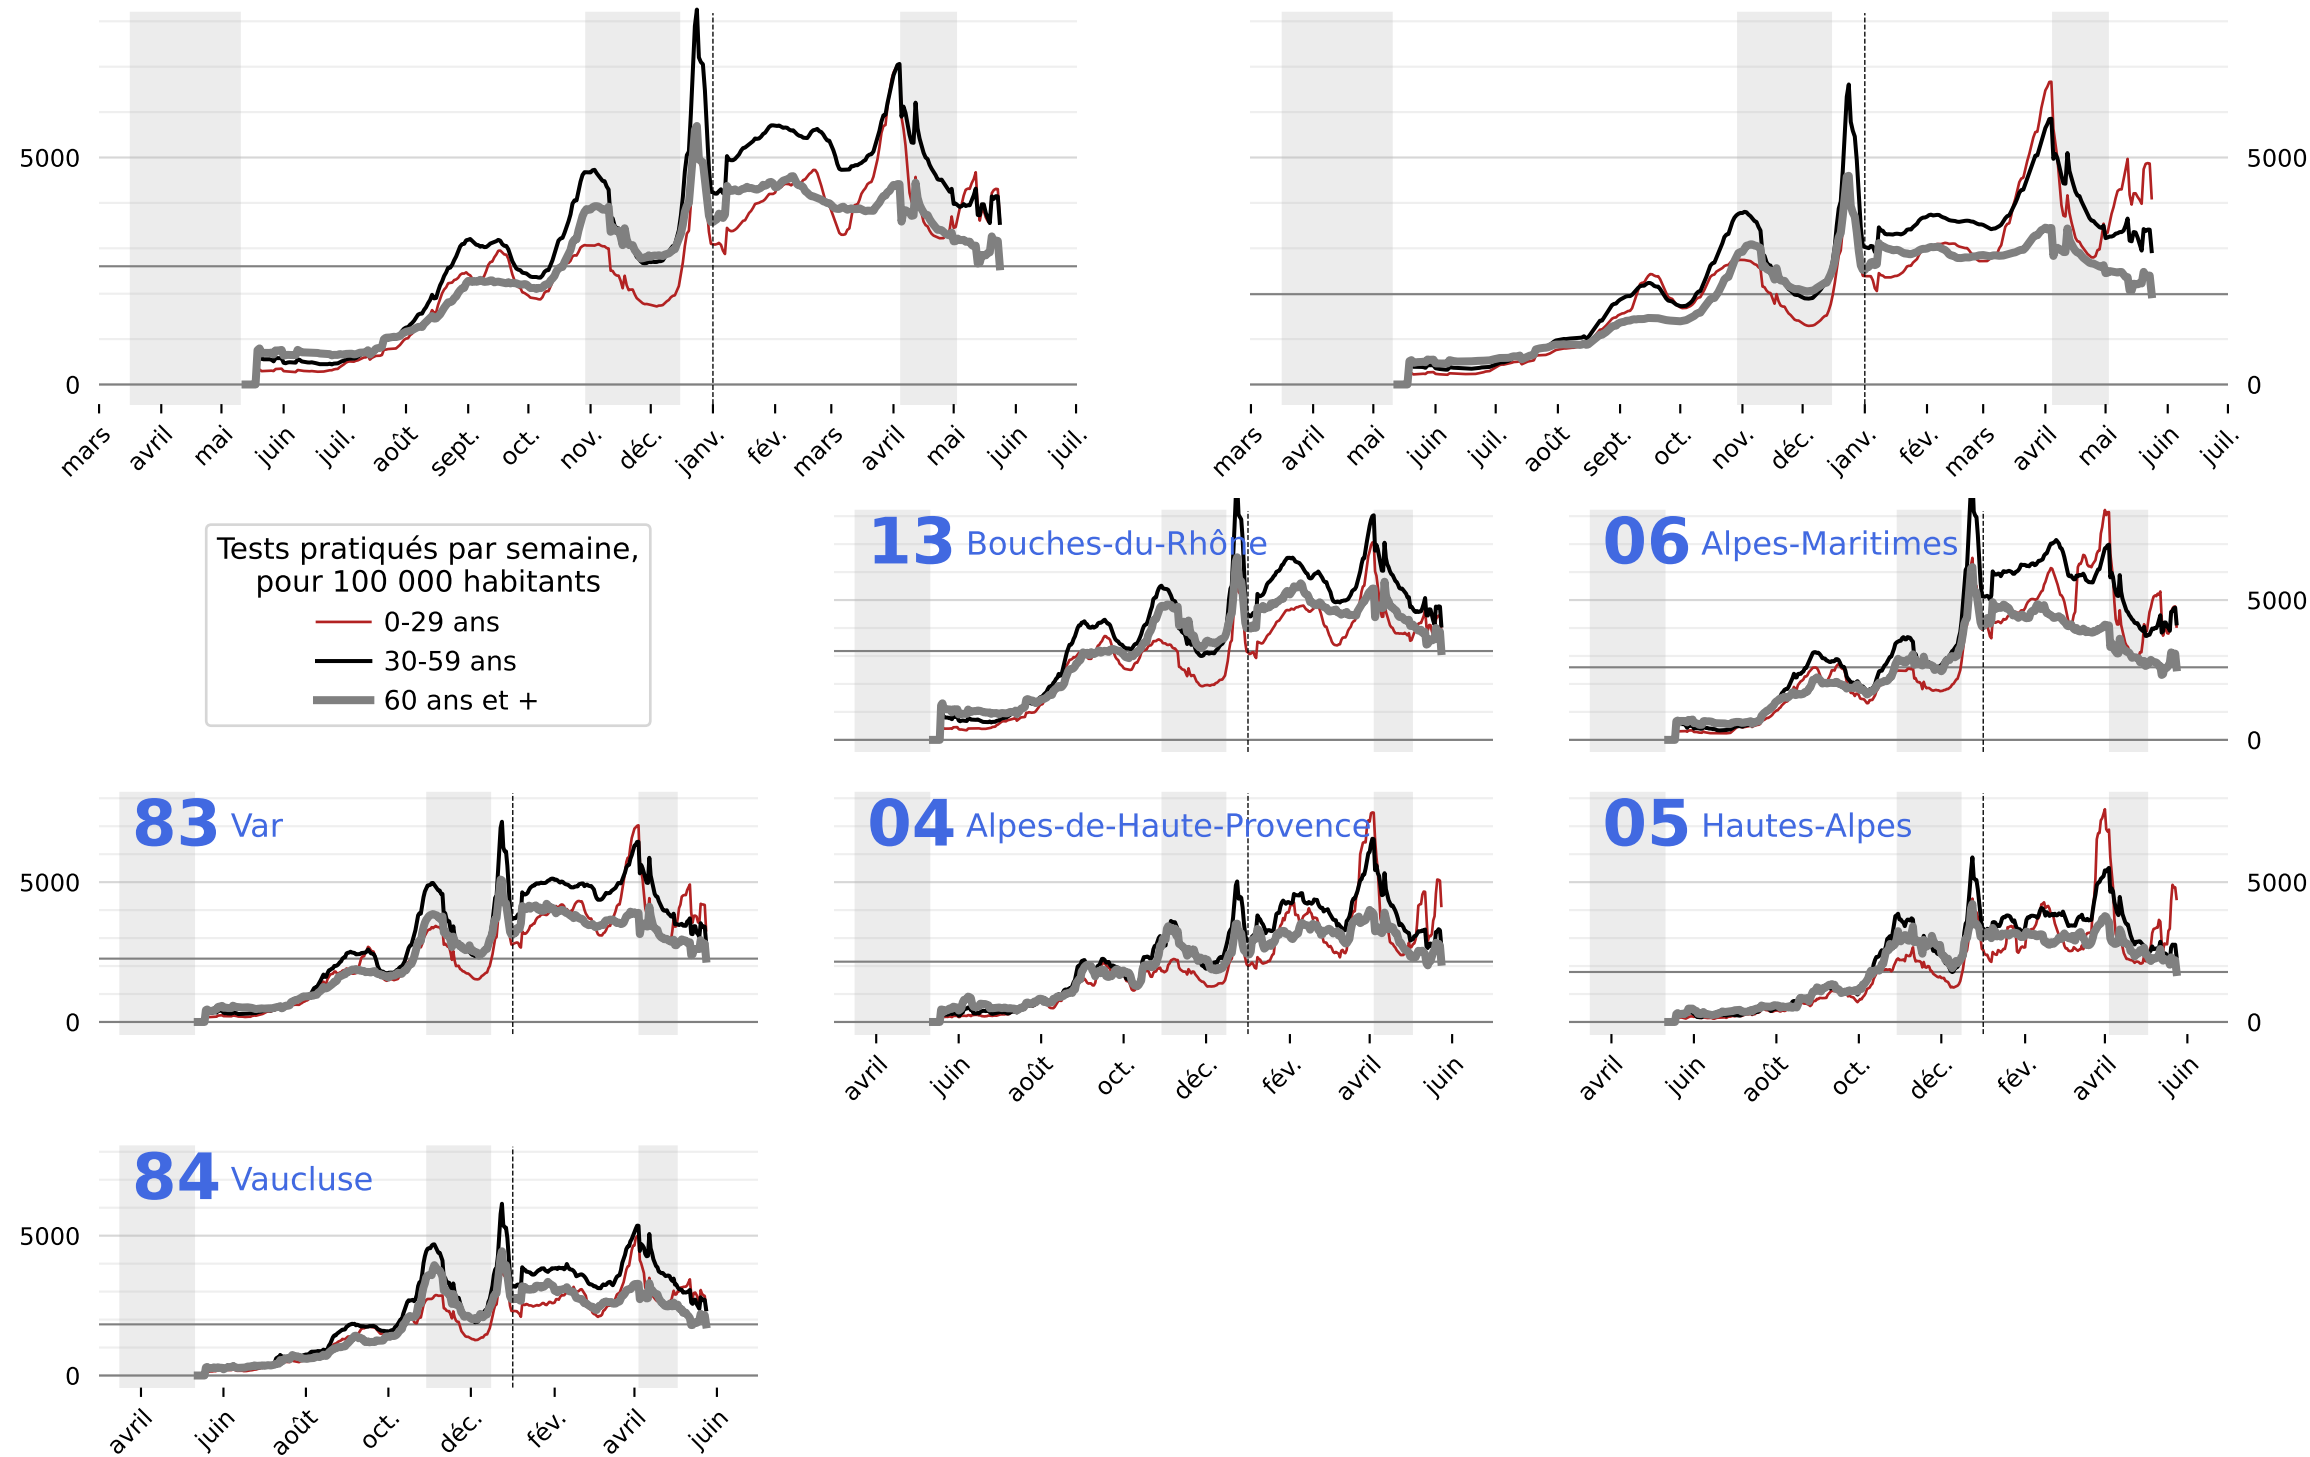 5000
0
mars avril mai juin juil. août sept. oct. nov. déc. janv. fév. mars avril mai juin juil.
5000
0
mars avril mai juin juil. août sept. oct. nov. déc. janv. fév. mars avril mai juin juil.
Tests pratiqués par semaine,
pour 100 000 habitants
0-29 ans
30-59 ans
60 ans et +
13 Bouches-du-Rhône
06 Alpes-Maritimes
5000
0
83 Var
5000
0
04 Alpes-de-Haute-Provence
avril juin août oct. déc. fév. avril juin
05 Hautes-Alpes
5000
0
avril juin août oct. déc. fév. avril juin
84 Vaucluse
5000
0
avril juin août oct. déc. fév. avril juin